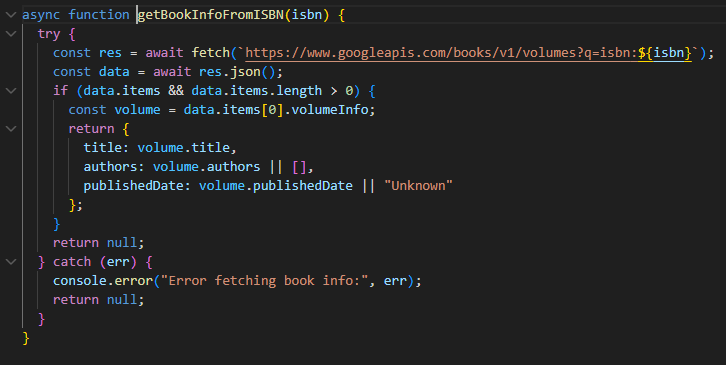 async function getBookInfoFromISBN(isbn) {
  try {
    const res = await fetch(`https://www.googleapis.com/books/v1/volumes?q=isbn:${isbn}`);
    const data = await res.json();
    if (data.items && data.items.length > 0) {
      const volume = data.items[0].volumeInfo;
      return {
        title: volume.title,
        authors: volume.authors || [],
        publishedDate: volume.publishedDate || "Unknown"
      };
    }
    return null;
  } catch (err) {
    console.error("Error fetching book info:", err);
    return null;
  }
}